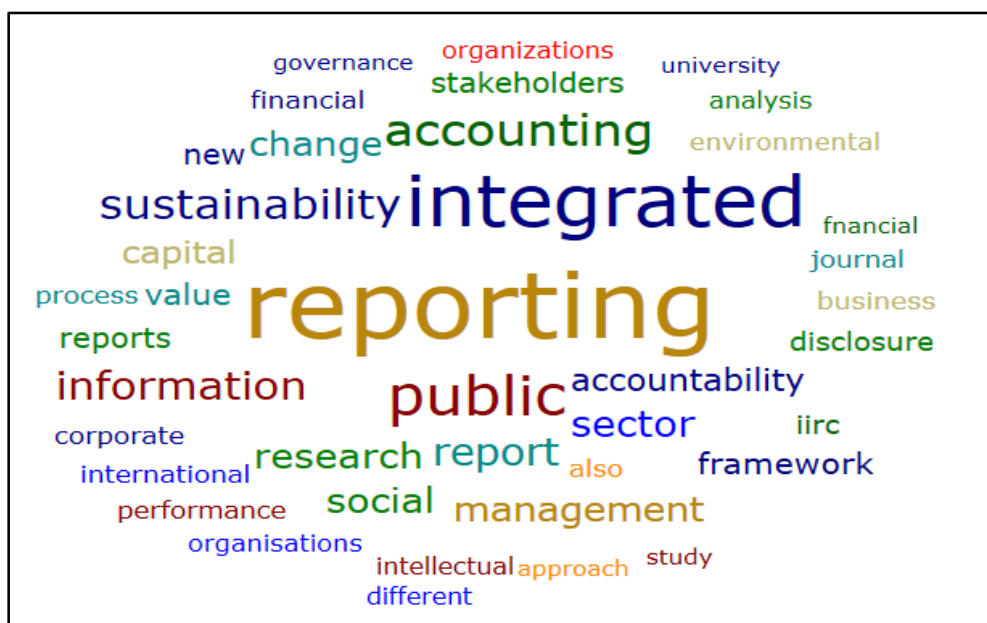 governance organizations university
financial stakeholders analysis
new change accounting environmental
sustainability integrated fnancial
capital journal
process value reporting business
reports disclosure
information public accountability
sector iirc
corporate research report also framework
international social management
performance
organisations intellectual approach study
different